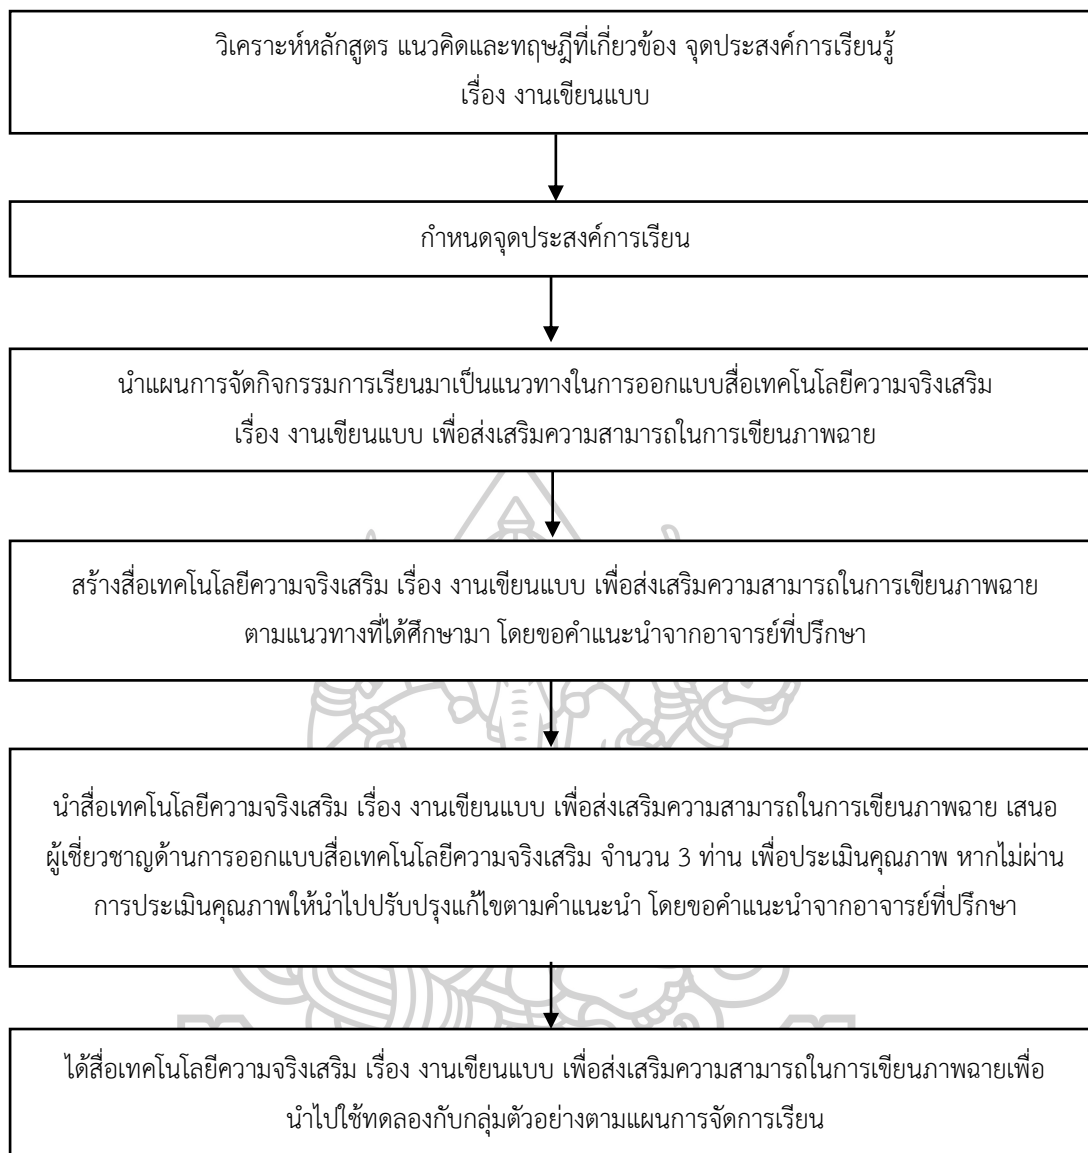 วิเคราะห์หลักสูตร แนวคิดและทฤษฎีที่เกี่ยวข้อง จุดประสงค์การเรียนรู้
เรื่อง งานเขียนแบบ
กำหนดจุดประสงค์การเรียน
นำแผนการจัดกิจกรรมการเรียนมาเป็นแนวทางในการออกแบบสื่อเทคโนโลยีความจริงเสริม
เรื่อง งานเขียนแบบ เพื่อส่งเสริมความสามารถในการเขียนภาพฉาย
สร้างสื่อเทคโนโลยีความจริงเสริม เรื่อง งานเขียนแบบ เพื่อส่งเสริมความสามารถในการเขียนภาพฉาย
ตามแนวทางที่ได้ศึกษามา โดยขอคำแนะนำจากอาจารย์ที่ปรึกษา
นำสื่อเทคโนโลยีความจริงเสริม เรื่อง งานเขียนแบบ เพื่อส่งเสริมความสามารถในการเขียนภาพฉาย เสนอ
ผู้เชี่ยวชาญด้านการออกแบบสื่อเทคโนโลยีความจริงเสริม จำนวน 3 ท่าน เพื่อประเมินคุณภาพ หากไม่ผ่าน
การประเมินคุณภาพให้นำไปปรับปรุงแก้ไขตามคำแนะนำ โดยขอคำแนะนำจากอาจารย์ที่ปรึกษา
ได้สื่อเทคโนโลยีความจริงเสริม เรื่อง งานเขียนแบบ เพื่อส่งเสริมความสามารถในการเขียนภาพฉายเพื่อ
นำไปใช้ทดลองกับกลุ่มตัวอย่างตามแผนการจัดการเรียน